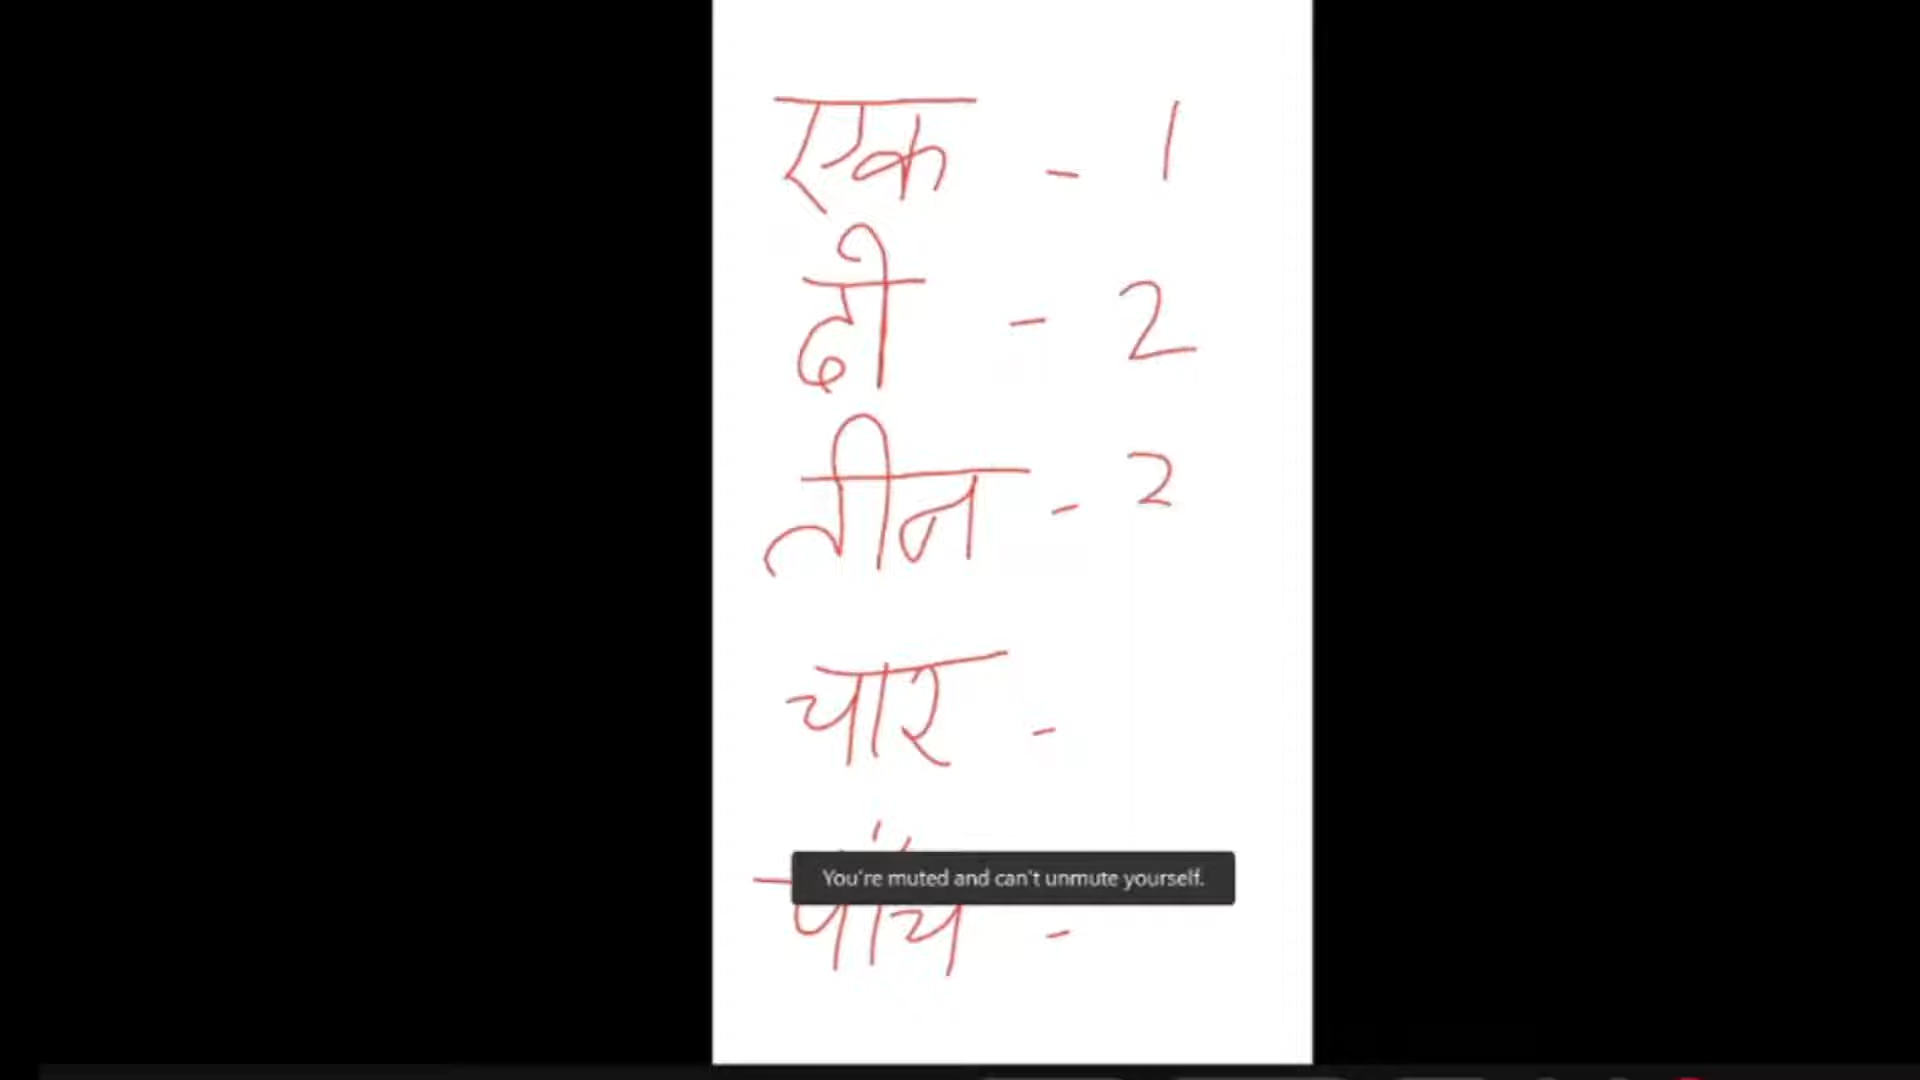 एक - 1
दो - 2
तीन - 2
चार -
पांच -
You're muted and can't unmute yourself.